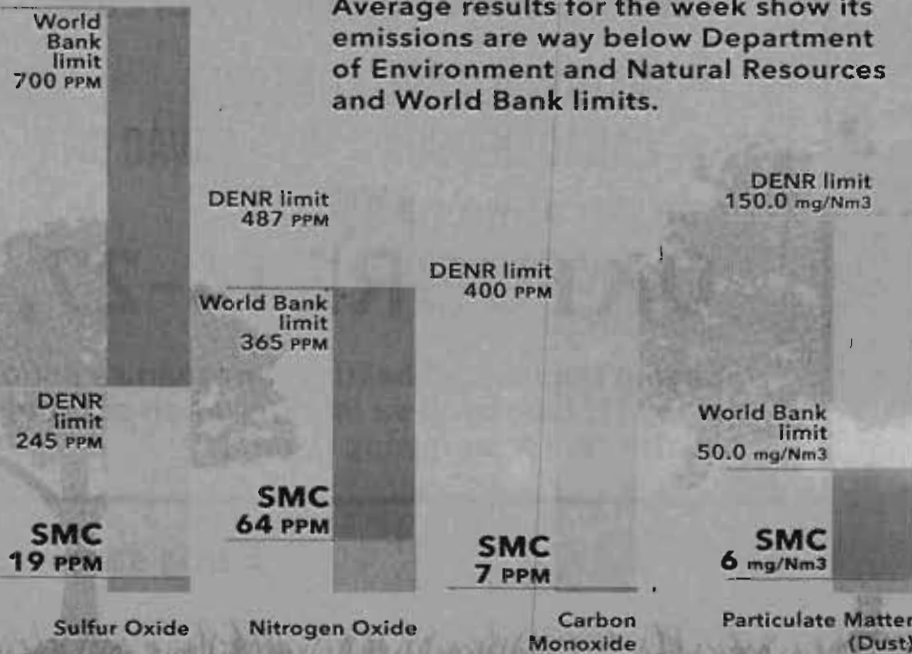 Average results for the week show its
emissions are way below Department
of Environment and Natural Resources
and World Bank limits.
World
Bank
limit
700 PPM
DENR
limit
245 PPM
SMC
19 PPM
Sulfur Oxide
DENR limit
487 PPM
World Bank
limit
365 PPM
SMC
64 PPM
Nitrogen Oxide
DENR limit
400 PPM
SMC
7 PPM
Carbon
Monoxide
DENR limit
150.0 mg/Nm3
World Bank
limit
50.0 mg/Nm3
SMC
6 mg/Nm3
Particulate Matter
(Dust)